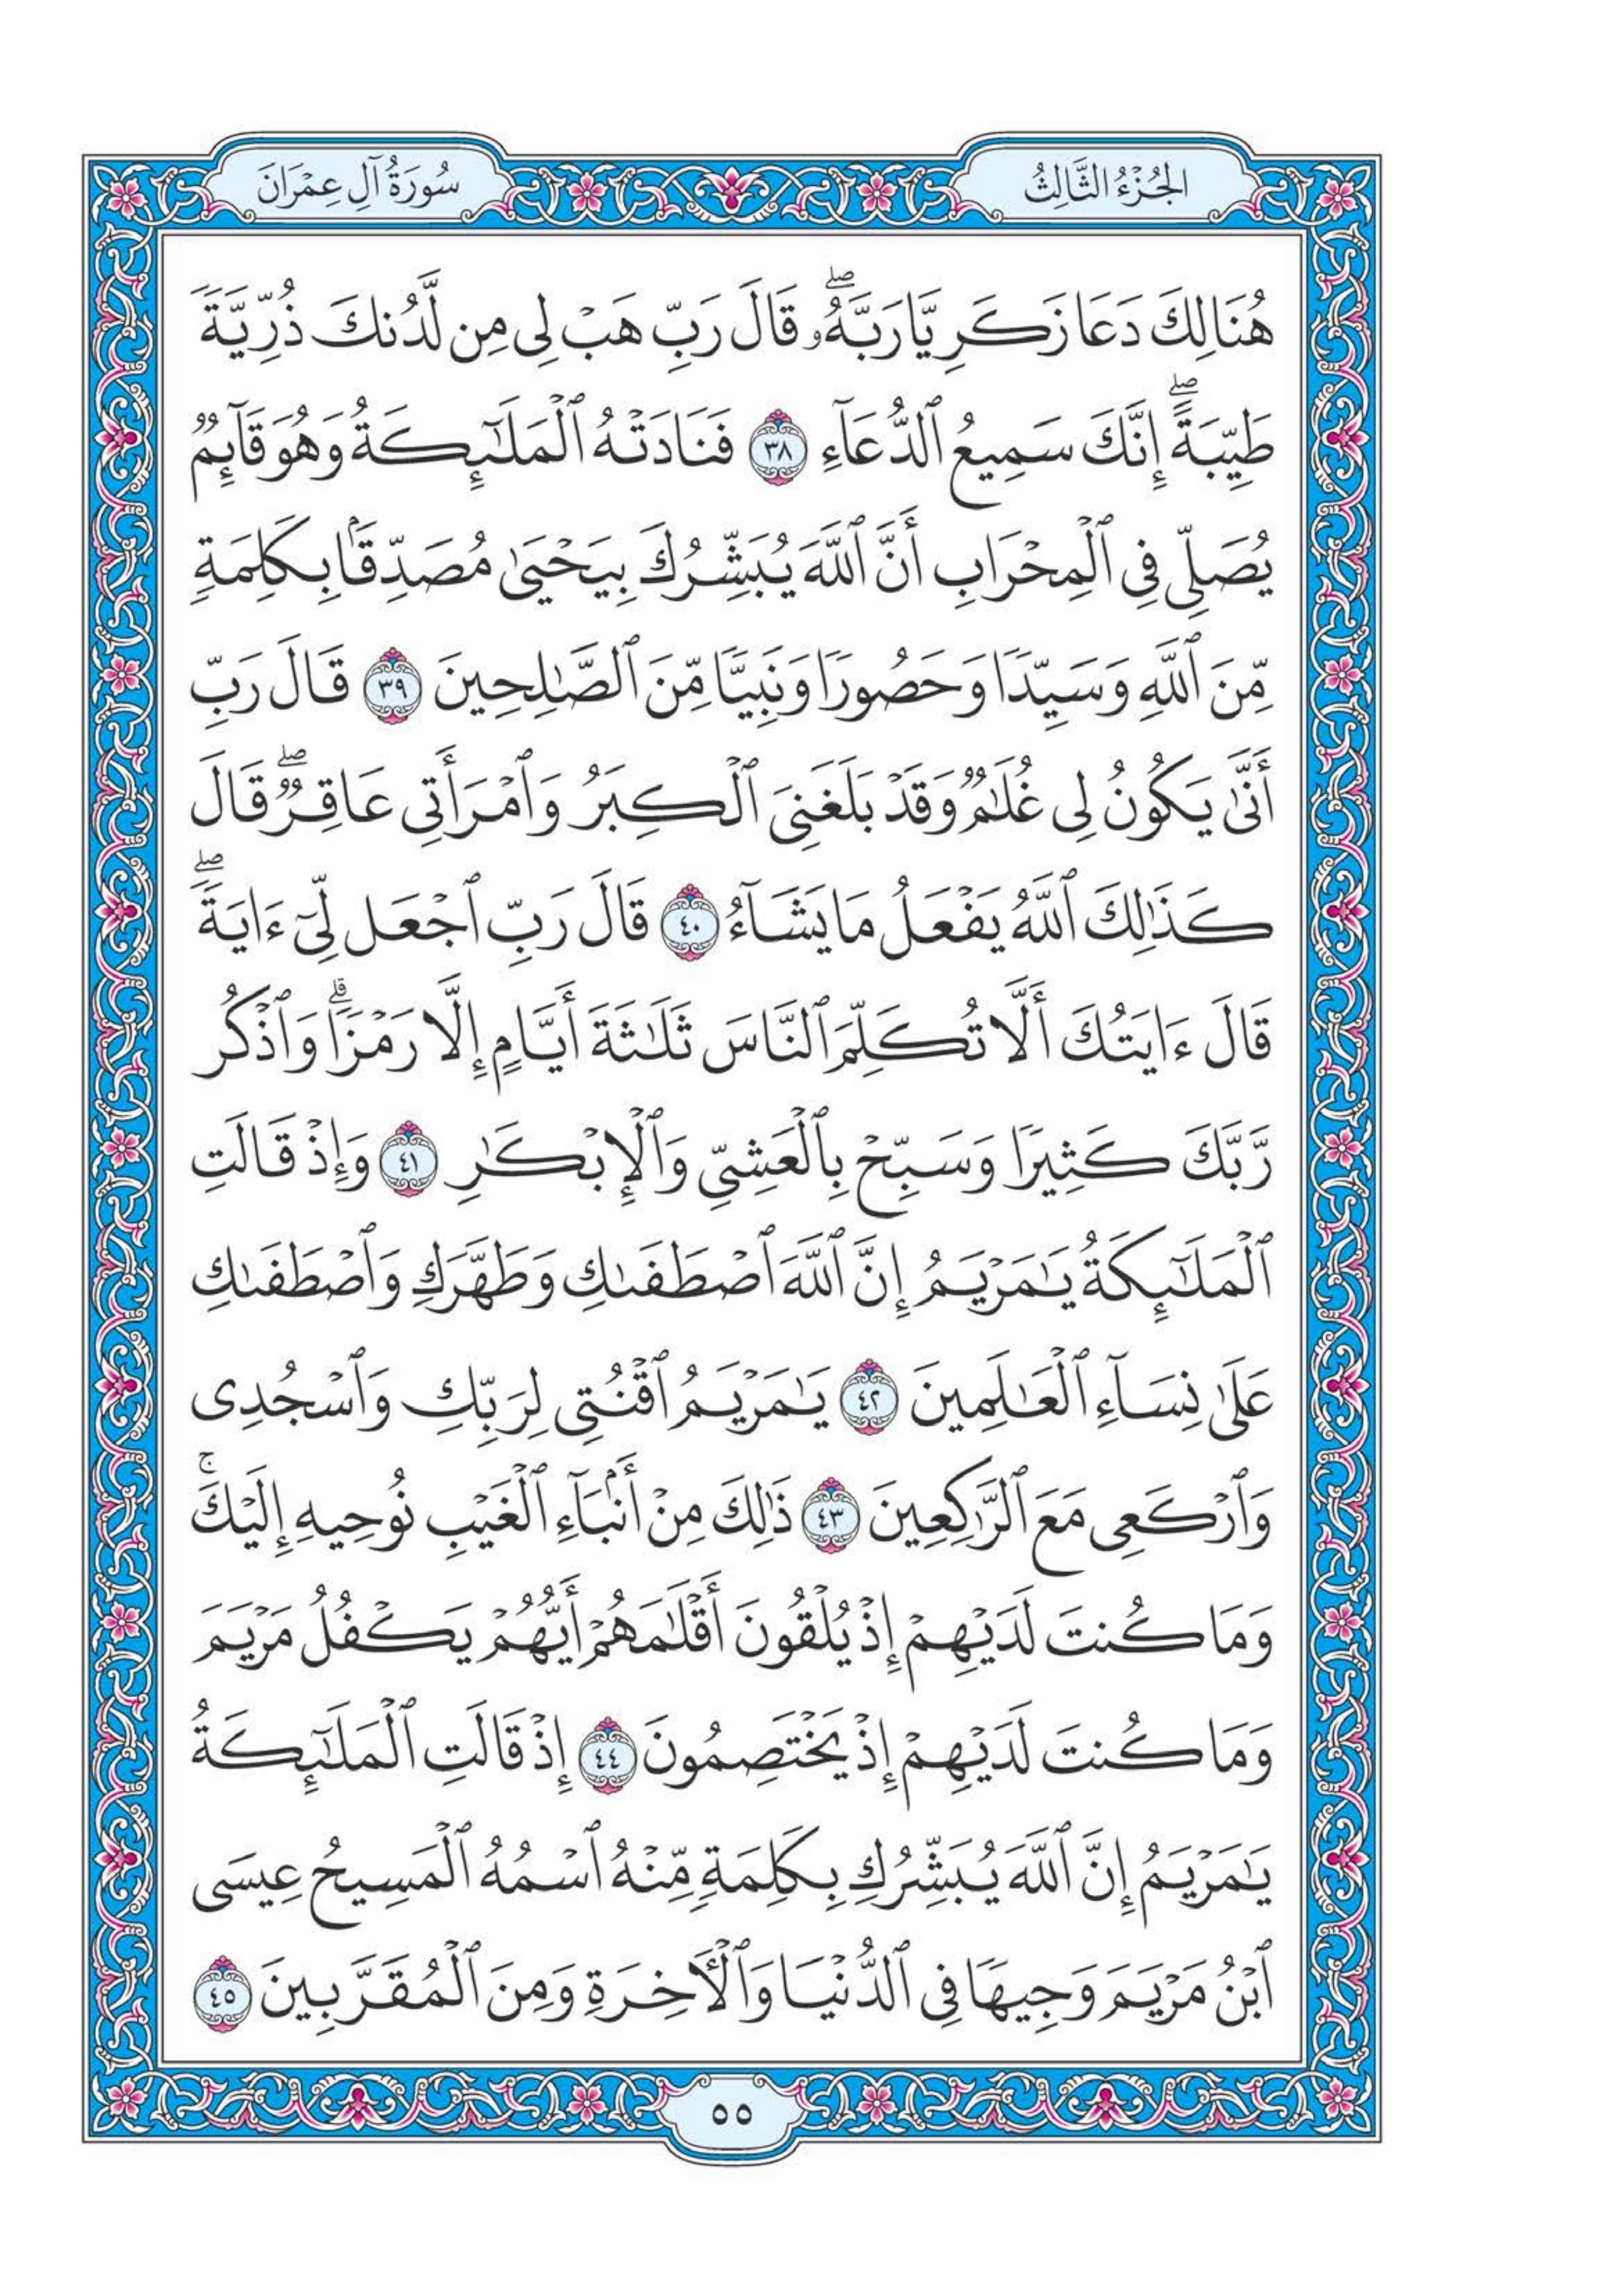 الجُزْءُ الثَّالِثُ
سُورَةُ آلِ عِمْرَانَ
هُنَالِكَ دَعَا زَكَرِيَّا رَبَّهُۥۖ قَالَ رَبِّ هَبۡ لِى مِن لَّدُنكَ ذُرِّيَّةٗ
طَيِّبَةًۖ إِنَّكَ سَمِيعُ ٱلدُّعَآءِ ٣٨ فَنَادَتۡهُ ٱلۡمَلَٰٓئِكَةُ وَهُوَ قَآئِمٞ
يُصَلِّى فِى ٱلۡمِحۡرَابِ أَنَّ ٱللَّهَ يُبَشِّرُكَ بِيَحۡيَىٰ مُصَدِّقَۢا بِكَلِمَةٖ
مِّنَ ٱللَّهِ وَسَيِّدٗا وَحَصُورٗا وَنَبِيّٗا مِّنَ ٱلصَّٰلِحِينَ ٣٩ قَالَ رَبِّ
أَنَّىٰ يَكُونُ لِى غُلَٰمٞ وَقَدۡ بَلَغَنِىَ ٱلۡكِبَرُ وَٱمۡرَأَتِى عَاقِرٞۖ قَالَ
كَذَٰلِكَ ٱللَّهُ يَفۡعَلُ مَا يَشَآءُ ٤٠ قَالَ رَبِّ ٱجۡعَل لِّىٓ ءَايَةٗۖ
قَالَ ءَايَتُكَ أَلَّا تُكَلِّمَ ٱلنَّاسَ ثَلَٰثَةَ أَيَّامٍ إِلَّا رَمۡزٗاۗ وَٱذۡكُر
رَّبَّكَ كَثِيرٗا وَسَبِّحۡ بِٱلۡعَشِىِّ وَٱلۡإِبۡكَٰرِ ٤١ وَإِذۡ قَالَتِ
ٱلۡمَلَٰٓئِكَةُ يَٰمَرۡيَمُ إِنَّ ٱللَّهَ ٱصۡطَفَىٰكِ وَطَهَّرَكِ وَٱصۡطَفَىٰكِ
عَلَىٰ نِسَآءِ ٱلۡعَٰلَمِينَ ٤٢ يَٰمَرۡيَمُ ٱقۡنُتِى لِرَبِّكِ وَٱسۡجُدِى
وَٱرۡكَعِى مَعَ ٱلرَّٰكِعِينَ ٤٣ ذَٰلِكَ مِنۡ أَنۢبَآءِ ٱلۡغَيۡبِ نُوحِيهِ إِلَيۡكَۚ
وَمَا كُنتَ لَدَيۡهِمۡ إِذۡ يُلۡقُونَ أَقۡلَٰمَهُمۡ أَيُّهُمۡ يَكۡفُلُ مَرۡيَمَ
وَمَا كُنتَ لَدَيۡهِمۡ إِذۡ يَخۡتَصِمُونَ ٤٤ إِذۡ قَالَتِ ٱلۡمَلَٰٓئِكَةُ
يَٰمَرۡيَمُ إِنَّ ٱللَّهَ يُبَشِّرُكِ بِكَلِمَةٖ مِّنۡهُ ٱسۡمُهُ ٱلۡمَسِيحُ عِيسَى
ٱبۡنُ مَرۡيَمَ وَجِيهٗا فِى ٱلدُّنۡيَا وَٱلۡأٓخِرَةِ وَمِنَ ٱلۡمُقَرَّبِينَ ٤٥
٥٥